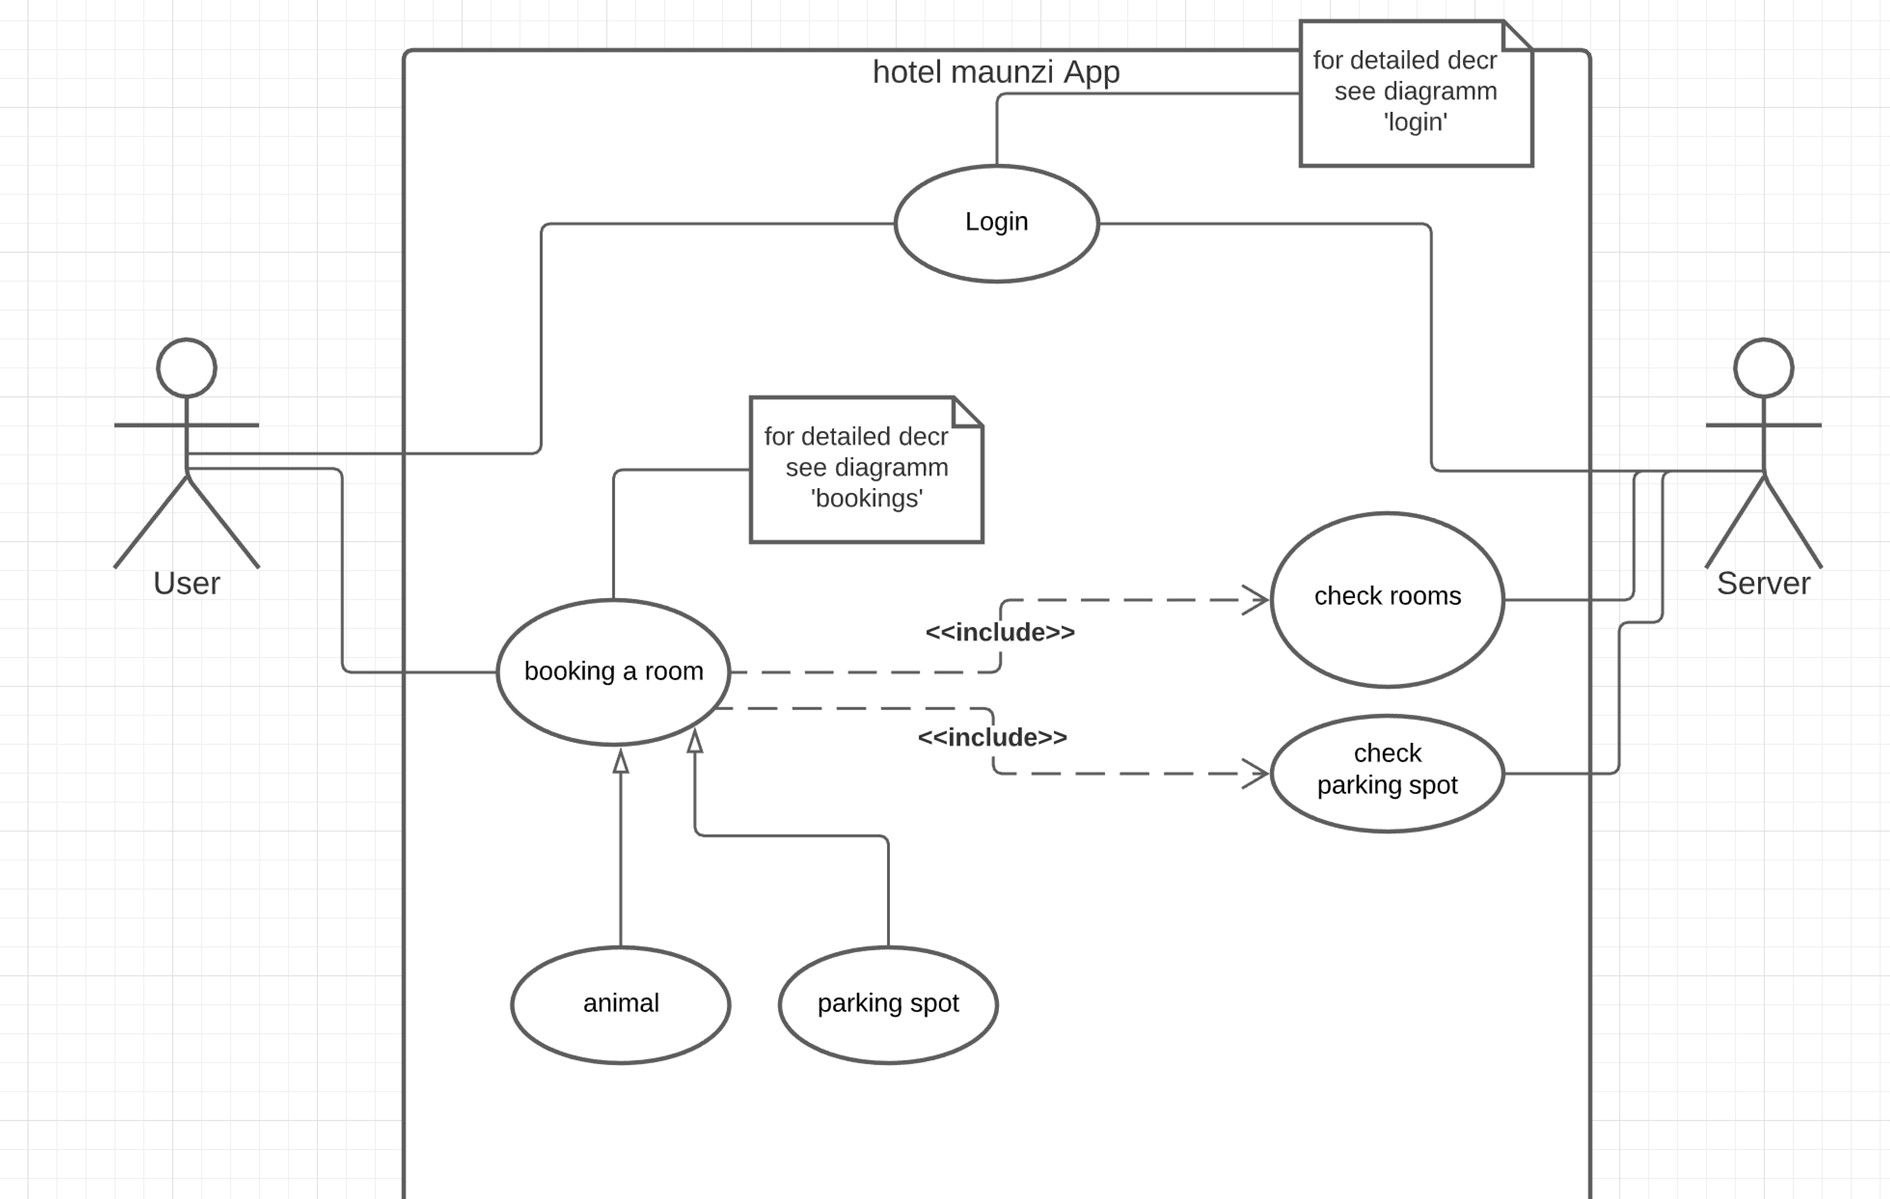 hotel maunzi App
for detailed decr
see diagramm
'login'
Login
for detailed decr
see diagramm
'bookings'
User
Server
check rooms
<<include>>
booking a room
<<include>>
check
parking spot
animal
parking spot